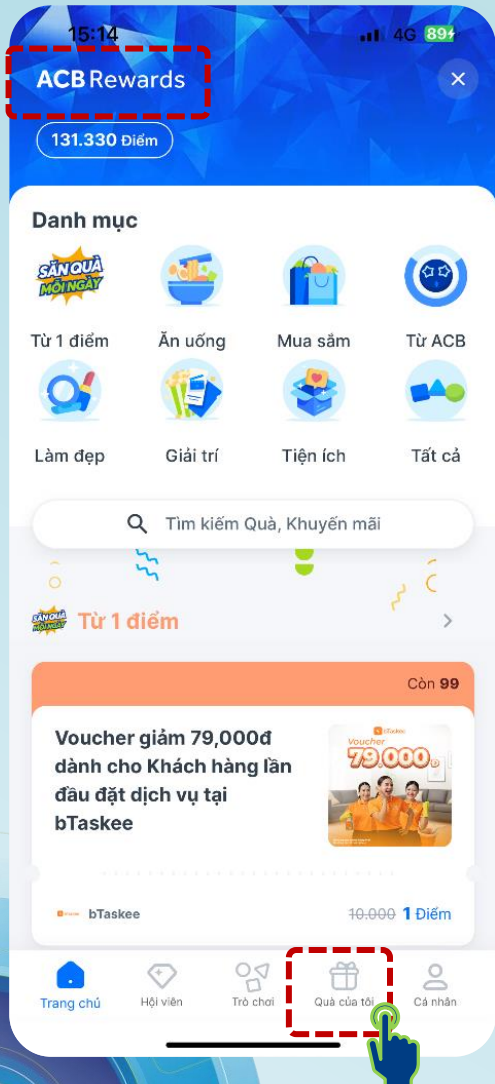 15:14 4G 89
ACB Rewards
131.330 Điểm
Danh mục
SĂN QUÀ
MỖI NGÀY
Từ 1 điểm Ăn uống Mua sắm Từ ACB
Làm đẹp Giải trí Tiện ích Tất cả
Tìm kiếm Quà, Khuyến mãi
SĂN QUÀ
MỖI NGÀY
Từ 1 điểm
Còn 99
Voucher giảm 79,000đ
dành cho Khách hàng lần
đầu đặt dịch vụ tại
bTaskee
bTaskee
Voucher
79,000đ
bTaskee
10.000 1 Điểm
Trang chủ Hội viên Trò chơi Quà của tôi Cá nhân